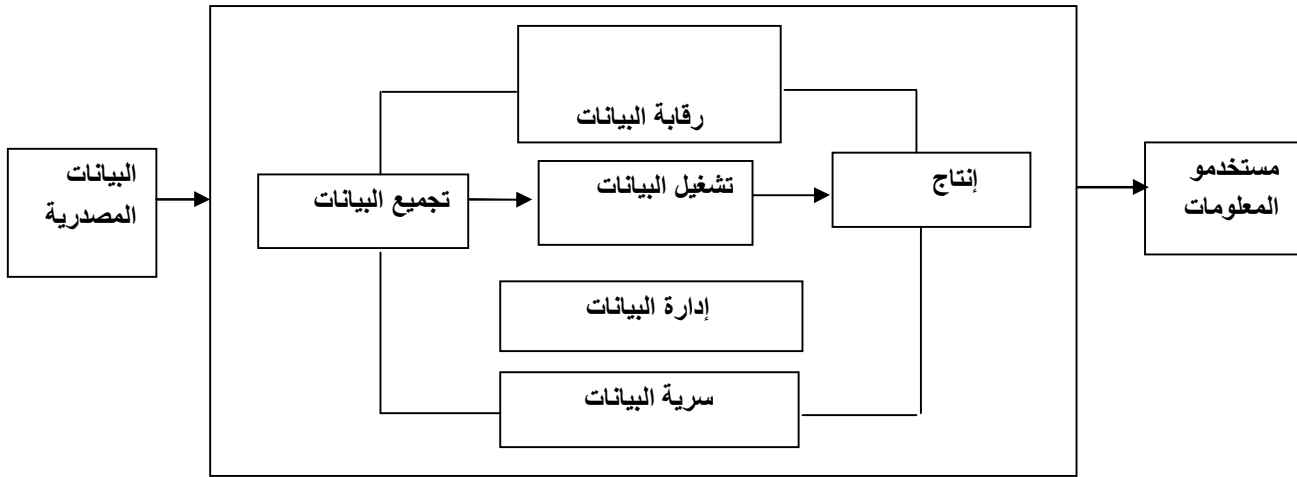 رقابة البيانات
البيانات
المصدرية
تجميع البيانات
تشغيل البيانات
إنتاج
مستخدمو
المعلومات
إدارة البيانات
سرية البيانات